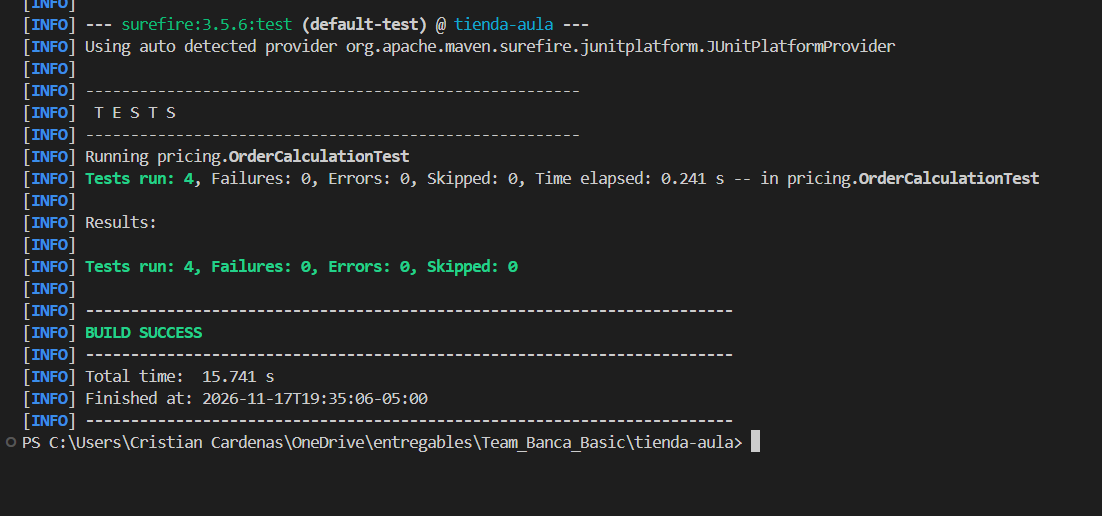 [INFO]
[INFO] --- surefire:3.5.6:test (default-test) @ tienda-aula ---
[INFO] Using auto detected provider org.apache.maven.surefire.junitplatform.JUnitPlatformProvider
[INFO]
[INFO] -------------------------------------------------------
[INFO]  T E S T S
[INFO] -------------------------------------------------------
[INFO] Running pricing.OrderCalculationTest
[INFO] Tests run: 4, Failures: 0, Errors: 0, Skipped: 0, Time elapsed: 0.241 s -- in pricing.OrderCalculationTest
[INFO]
[INFO] Results:
[INFO]
[INFO] Tests run: 4, Failures: 0, Errors: 0, Skipped: 0
[INFO]
[INFO] ------------------------------------------------------------------------
[INFO] BUILD SUCCESS
[INFO] ------------------------------------------------------------------------
[INFO] Total time:  15.741 s
[INFO] Finished at: 2026-11-17T19:35:06-05:00
[INFO] ------------------------------------------------------------------------
PS C:\Users\Cristian Cardenas\OneDrive\entregables\Team_Banca_Basic\tienda-aula>